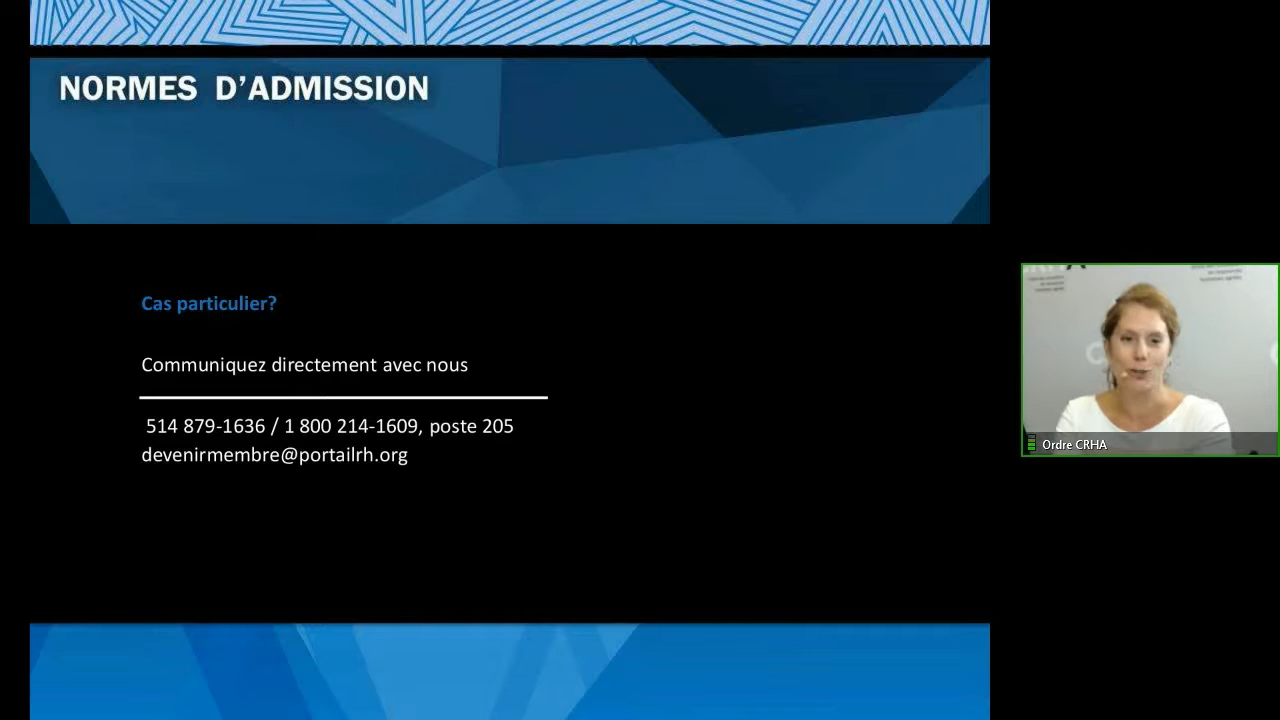 NORMES D'ADMISSION
Cas particulier?
Communiquez directement avec nous
514 879-1636 / 1 800 214-1609, poste 205
devenirmembre@portailrh.org
Ordre CRHA